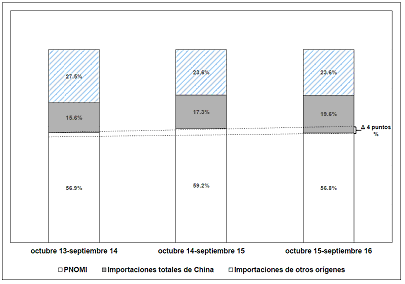 27.5%
23.6%
23.6%
15.6%
17.3%
19.6%
Δ 4 puntos
%
56.9%
59.2%
56.8%
octubre 13-septiembre 14
octubre 14-septiembre 15
octubre 15-septiembre 16
PNOMI
Importaciones totales de China
Importaciones de otros orígenes